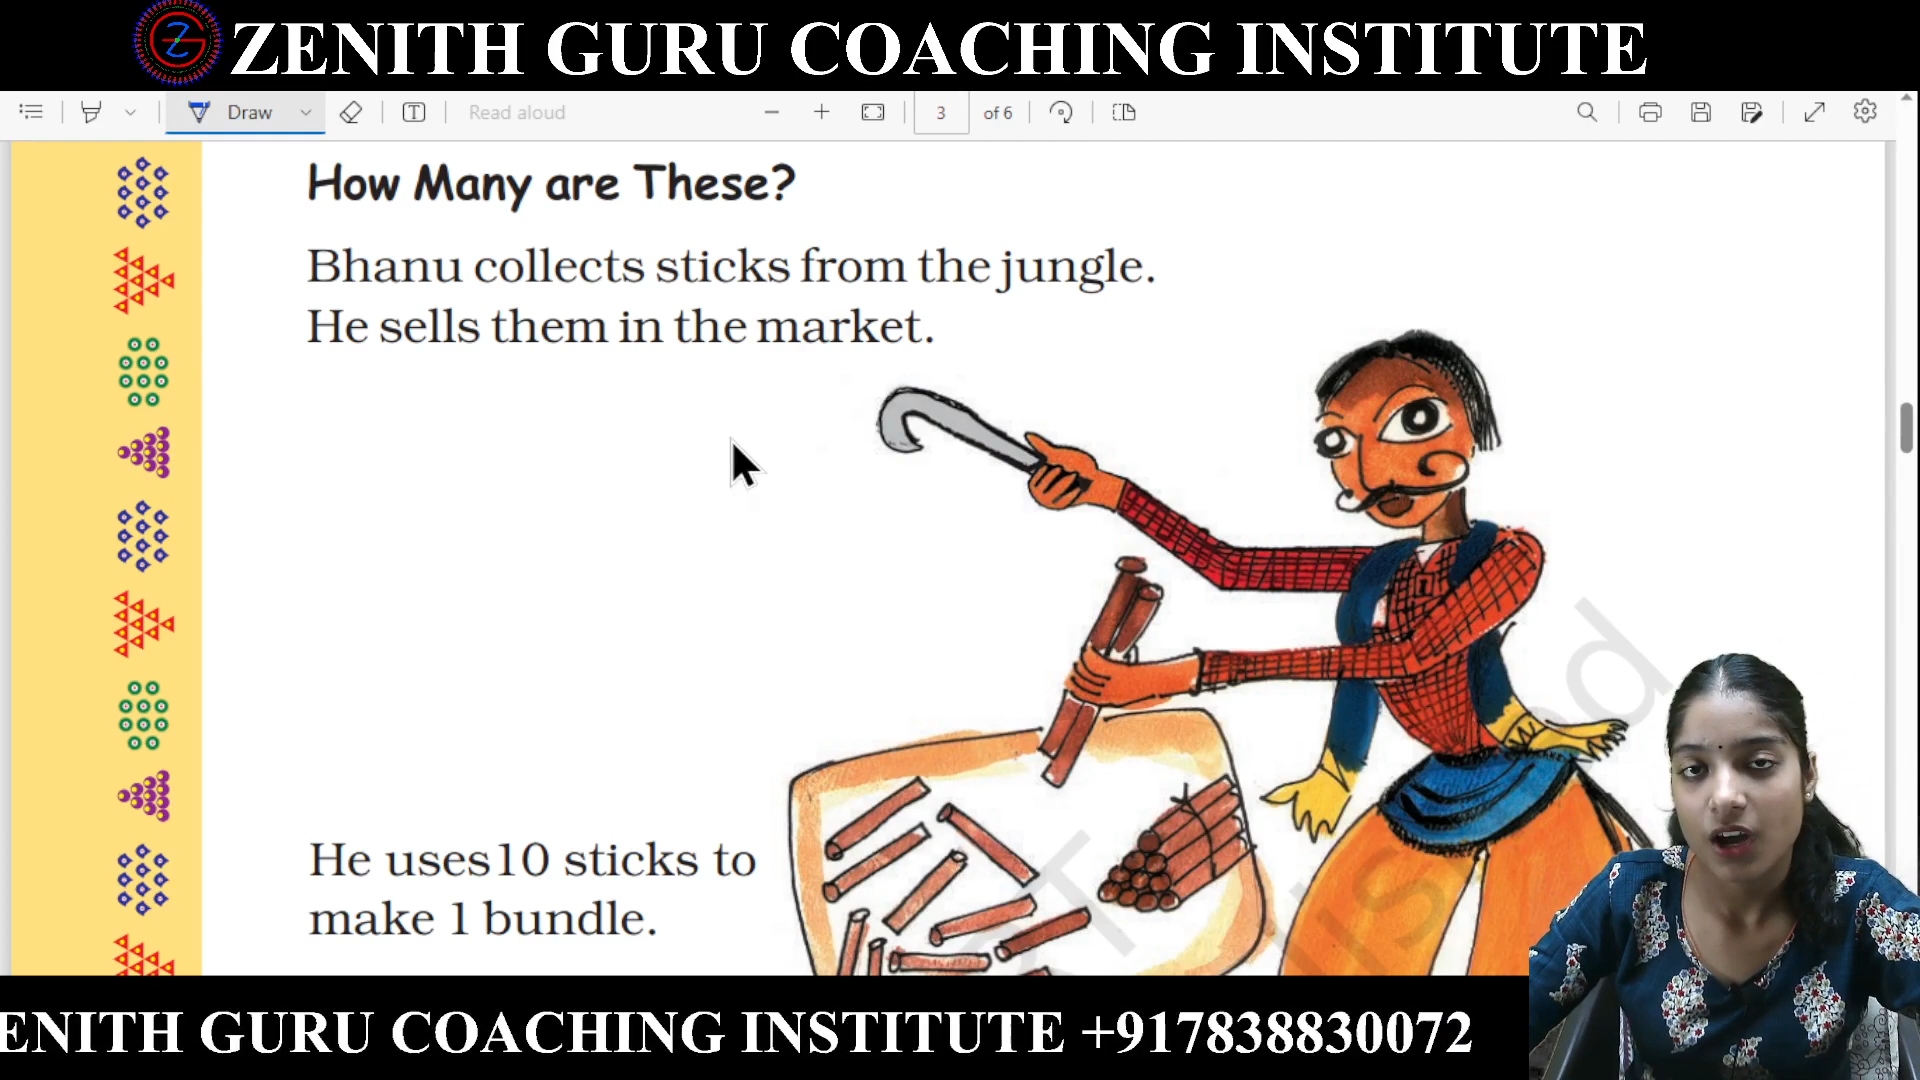 ZENITH GURU COACHING INSTITUTE
Draw
Read aloud
3 of 6
How Many are These?
Bhanu collects sticks from the jungle.
He sells them in the market.
He uses 10 sticks to
make 1 bundle.
ENITH GURU COACHING INSTITUTE +917838830072